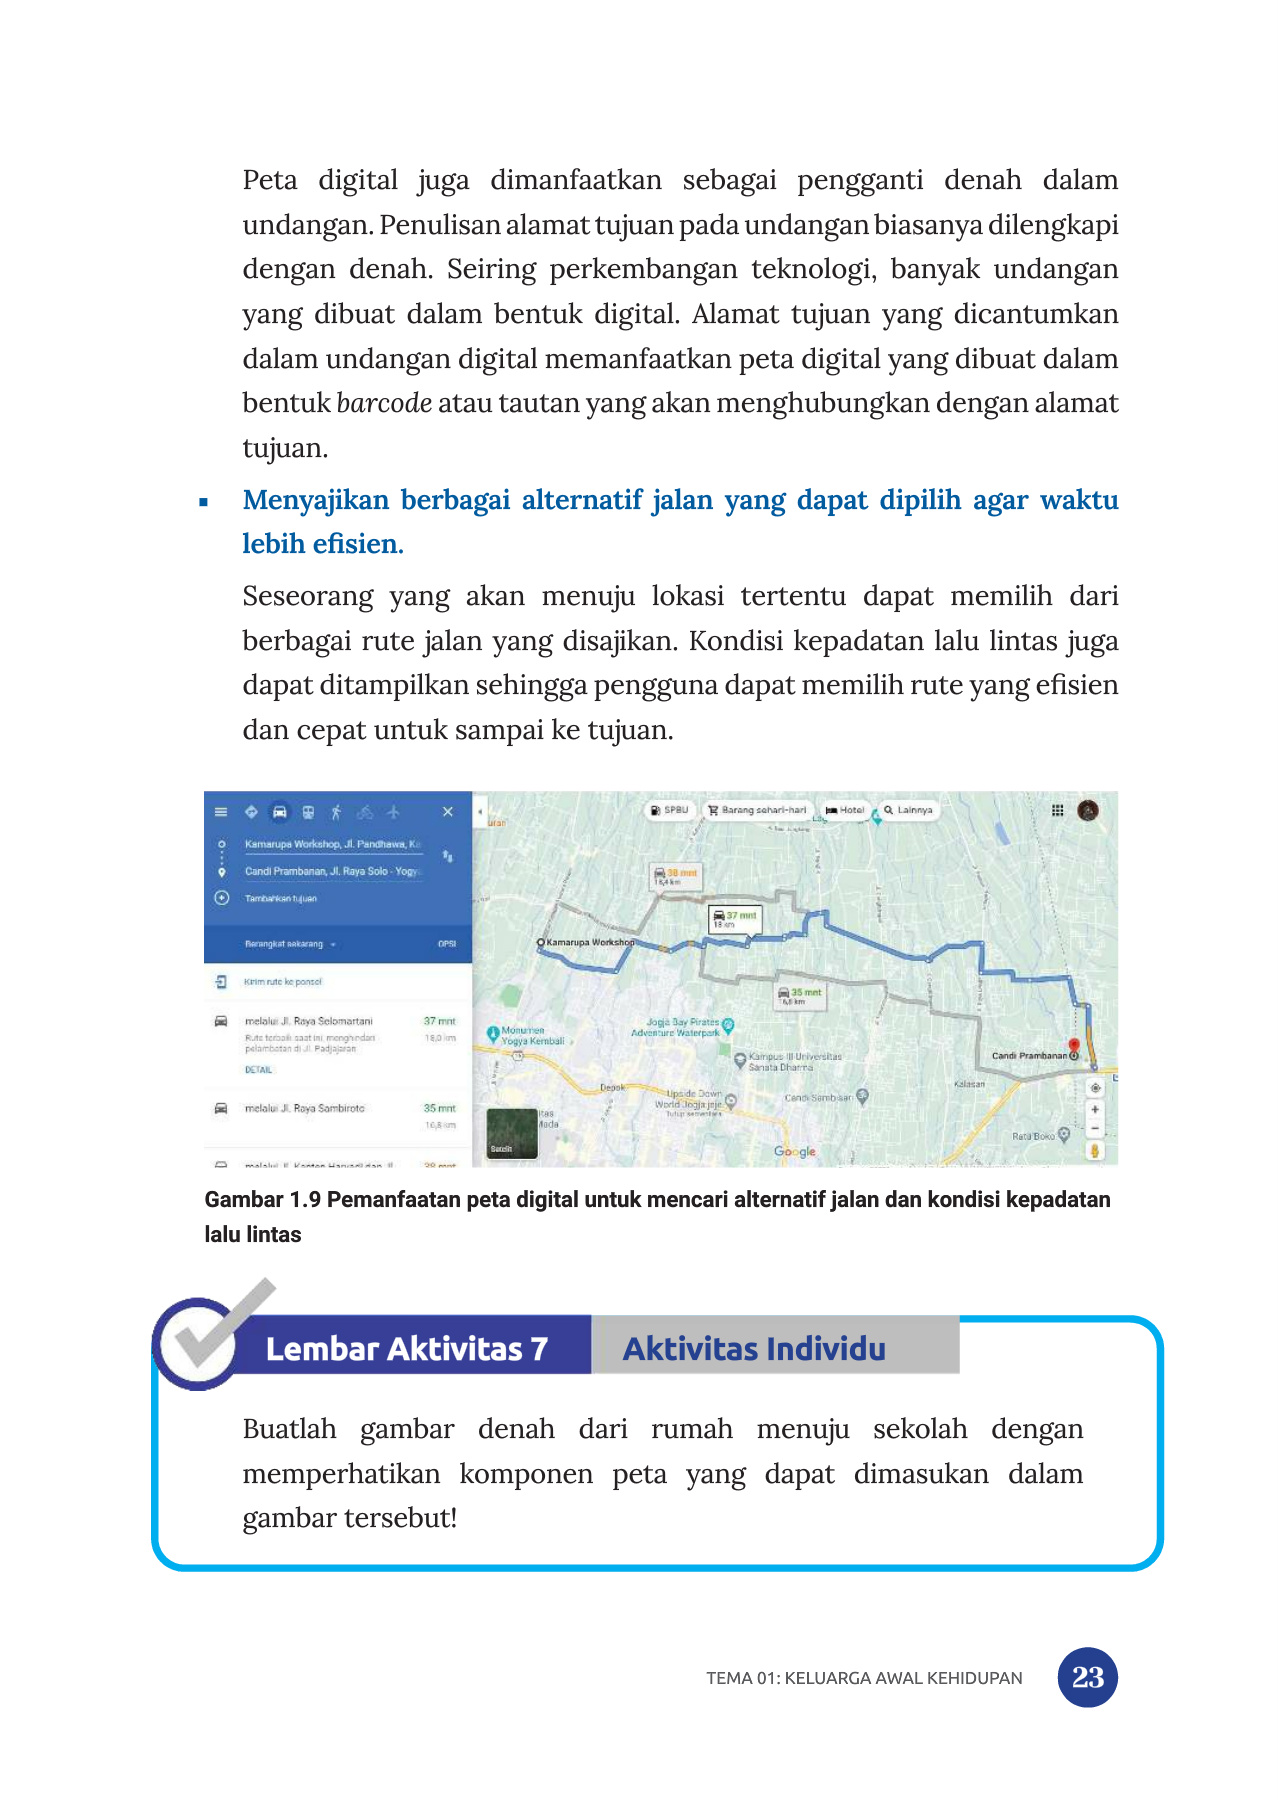 Peta digital juga dimanfaatkan sebagai pengganti denah dalam
undangan. Penulisan alamat tujuan pada undangan biasanya dilengkapi
dengan denah. Seiring perkembangan teknologi, banyak undangan
yang dibuat dalam bentuk digital. Alamat tujuan yang dicantumkan
dalam undangan digital memanfaatkan peta digital yang dibuat dalam
bentuk barcode atau tautan yang akan menghubungkan dengan alamat
tujuan.
▪ Menyajikan berbagai alternatif jalan yang dapat dipilih agar waktu
lebih efisien.
Seseorang yang akan menuju lokasi tertentu dapat memilih dari
berbagai rute jalan yang disajikan. Kondisi kepadatan lalu lintas juga
dapat ditampilkan sehingga pengguna dapat memilih rute yang efisien
dan cepat untuk sampai ke tujuan.
Kamarupa Workshop, Jl. Pandhawa, Ka
Candi Prambanan, Jl. Raya Solo - Yogy
Tambahkan tujuan
Berangkat sekarang OPSI
Kirim rute ke ponsel
melalui Jl. Raya Selomartani 37 mnt
Rute terbaik saat ini, menghindari 18,0 km
pelambatan di Jl. Padjajaran
DETAIL
melalui Jl. Raya Sambiroto 35 mnt
16,8 km
SPBU Barang sehari-hari Hotel Lainnya
38 mnt
18,4 km
37 mnt
18 km
Kamarupa Workshop
35 mnt
16,8 km
Monumen
Yogya Kembali
Jogja Bay Pirates
Adventure Waterpark
Kampus III Universitas
Sanata Dharma
Candi Prambanan
Depok
Upside Down
World Jogja jeje
Tutup sementara
Candi Sambisari
Kalasan
Ratu Boko
Satelit
Google
Gambar 1.9 Pemanfaatan peta digital untuk mencari alternatif jalan dan kondisi kepadatan
lalu lintas
Lembar Aktivitas 7 Aktivitas Individu
Buatlah gambar denah dari rumah menuju sekolah dengan
memperhatikan komponen peta yang dapat dimasukan dalam
gambar tersebut!
TEMA 01: KELUARGA AWAL KEHIDUPAN 23